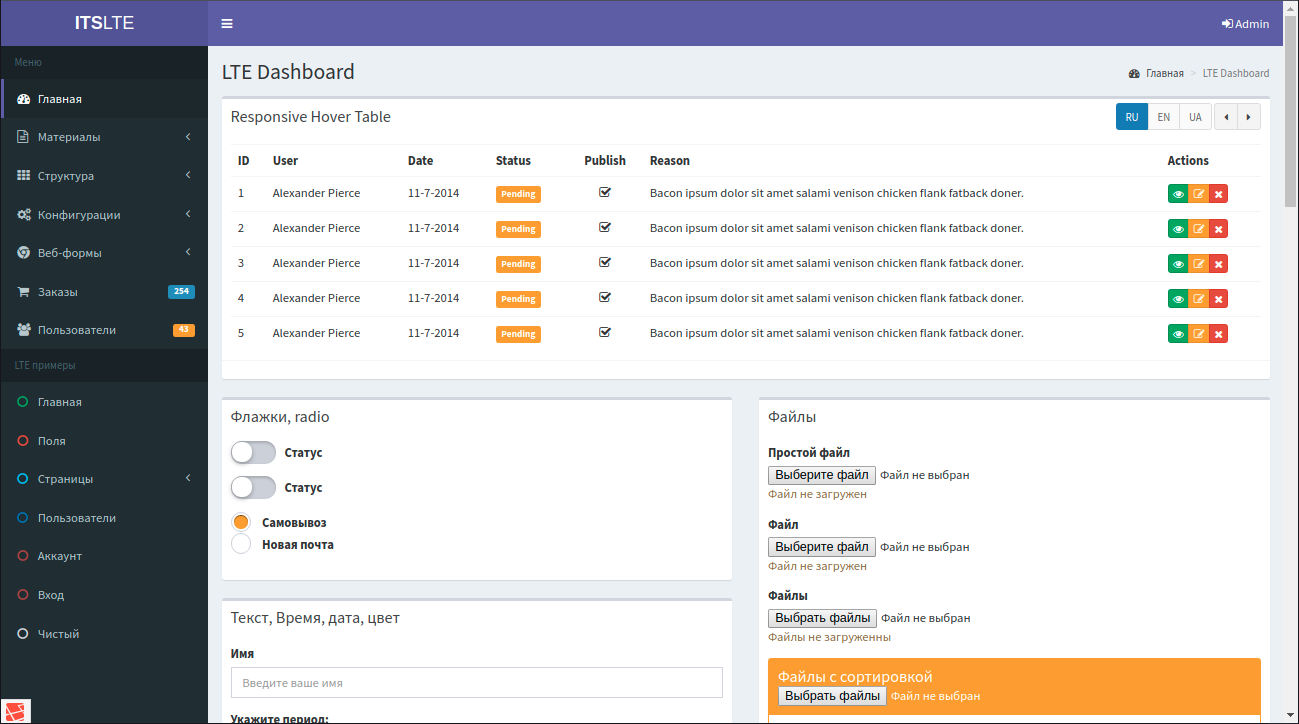 ITSLTE
Admin
Меню
Главная
Материалы
Структура
Конфигурации
Веб-формы
Заказы 254
Пользователи 43
LTE примеры
Главная
Поля
Страницы
Пользователи
Аккаунт
Вход
Чистый
LTE Dashboard
Главная > LTE Dashboard
Responsive Hover Table
RU EN UA
ID User Date Status Publish Reason Actions
1 Alexander Pierce 11-7-2014 Pending Bacon ipsum dolor sit amet salami venison chicken flank fatback doner.
2 Alexander Pierce 11-7-2014 Pending Bacon ipsum dolor sit amet salami venison chicken flank fatback doner.
3 Alexander Pierce 11-7-2014 Pending Bacon ipsum dolor sit amet salami venison chicken flank fatback doner.
4 Alexander Pierce 11-7-2014 Pending Bacon ipsum dolor sit amet salami venison chicken flank fatback doner.
5 Alexander Pierce 11-7-2014 Pending Bacon ipsum dolor sit amet salami venison chicken flank fatback doner.
Флажки, radio
Статус
Статус
Самовывоз
Новая почта
Текст, Время, дата, цвет
Имя
Введите ваше имя
Укажите период:
Файлы
Простой файл
Выберите файл Файл не выбран
Файл не загружен
Файл
Выберите файл Файл не выбран
Файл не загружен
Файлы
Выбрать файлы Файл не выбран
Файлы не загруженны
Файлы с сортировкой
Выбрать файлы Файл не выбран